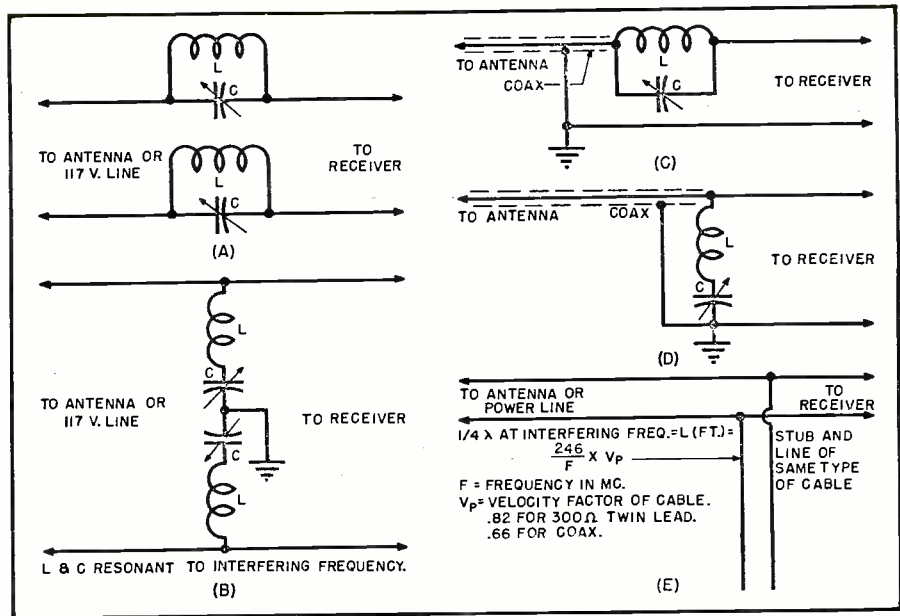 L
C
TO ANTENNA OR
117 V. LINE
TO
RECEIVER
L
C
(A)
L
C
TO ANTENNA OR
117 V. LINE
TO RECEIVER
C
L
L & C RESONANT TO INTERFERING FREQUENCY.
(B)
TO ANTENNA
COAX
L
C
TO RECEIVER
(C)
TO ANTENNA
COAX
L
TO RECEIVER
C
(D)
TO ANTENNA OR
POWER LINE
TO
RECEIVER
1/4 λ AT INTERFERING FREQ.=L (FT.)=
246
F
X VP
F = FREQUENCY IN MC.
VP= VELOCITY FACTOR OF CABLE.
.82 FOR 300Ω TWIN LEAD.
.66 FOR COAX.
STUB AND
LINE OF
SAME TYPE
OF CABLE
(E)